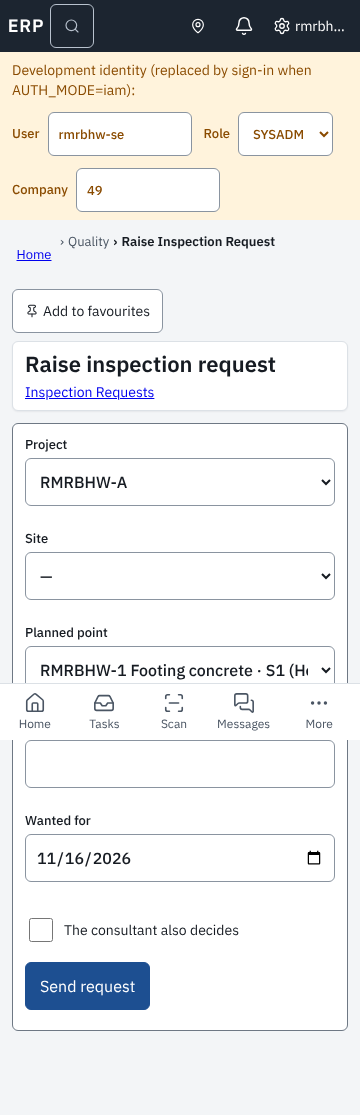 ERP
rmrbh...
Development identity (replaced by sign-in when
AUTH_MODE=iam):
User rmrbhw-se Role SYSADM
Company 49
› Quality › Raise Inspection Request
Home
Add to favourites
Raise inspection request
Inspection Requests
Project
RMRBHW-A
Site
—
Planned point
RMRBHW-1 Footing concrete · S1 (H
Home Tasks Scan Messages More
Wanted for
11/16/2026
The consultant also decides
Send request